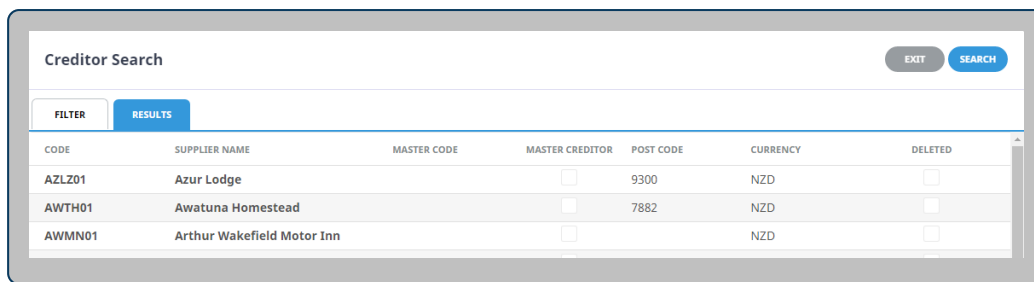 Creditor Search EXIT SEARCH
FILTER RESULTS
CODE SUPPLIER NAME MASTER CODE MASTER CREDITOR POST CODE CURRENCY DELETED
AZLZ01 Azur Lodge 9300 NZD
AWTH01 Awatuna Homestead 7882 NZD
AWMN01 Arthur Wakefield Motor Inn NZD